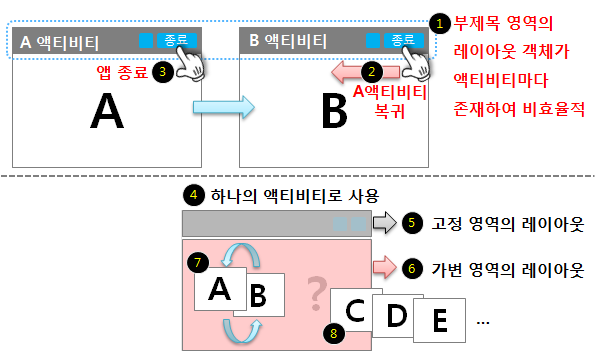 A 액티비티
종료
B 액티비티
종료
1 부제목 영역의
레이아웃 객체가
액티비티마다
존재하여 비효율적
앱 종료 3
2
A액티비티
복귀
A
B
4 하나의 액티비티로 사용
5 고정 영역의 레이아웃
6 가변 영역의 레이아웃
7
A
B
?
C
D
E
...
8